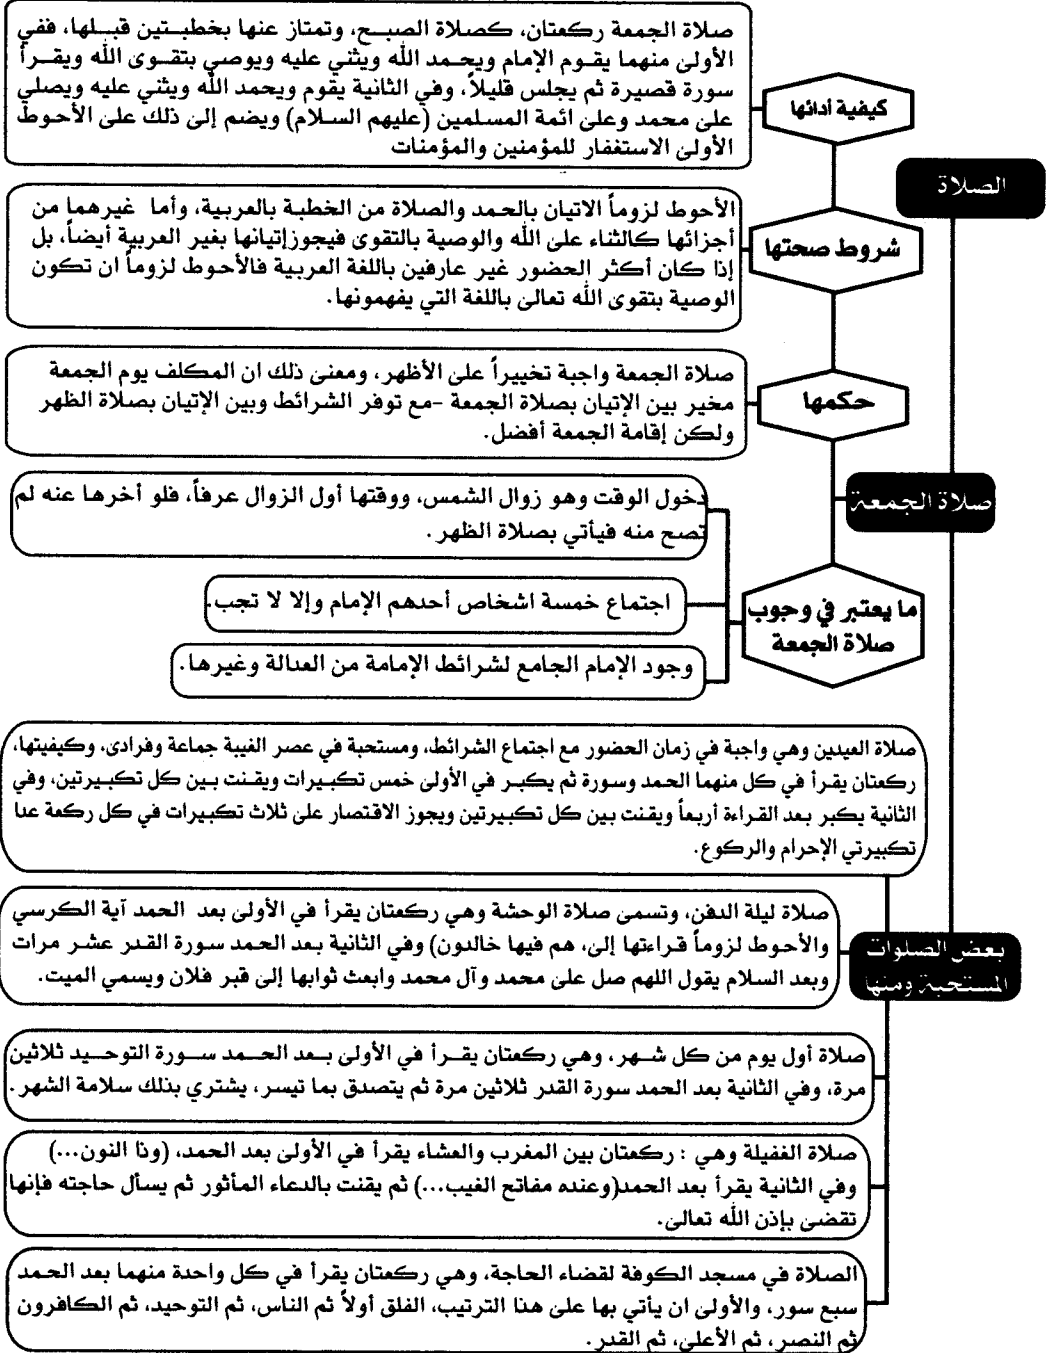 الصلاة
صلاة الجمعة
كيفية أدائها
صلاة الجمعة ركعتان، كصلاة الصبح، وتمتاز عنها بخطبتين قبلها، ففي
الأولى منهما يقوم الإمام ويحمد الله ويثني عليه ويوصي بتقوى الله ويقرأ
سورة قصيرة ثم يجلس قليلاً، وفي الثانية يقوم ويحمد الله ويثني عليه ويصلي
على محمد وعلى ائمة المسلمين (عليهم السلام) ويضم إلى ذلك على الأحوط
الأولى الاستغفار للمؤمنين والمؤمنات
شروط صحتها
الأحوط لزوماً الاتيان بالحمد والصلاة من الخطبة بالعربية، وأما غيرهما من
أجزائها كالثناء على الله والوصية بالتقوى فيجوزإتيانها بغير العربية أيضاً، بل
إذا كان أكثر الحضور غير عارفين باللغة العربية فالأحوط لزوماً ان تكون
الوصية بتقوى الله تعالى باللغة التي يفهمونها.
حكمها
صلاة الجمعة واجبة تخييراً على الأظهر، ومعنى ذلك ان المكلف يوم الجمعة
مخير بين الإتيان بصلاة الجمعة -مع توفر الشرائط وبين الإتيان بصلاة الظهر
ولكن إقامة الجمعة أفضل.
ما يعتبر في وجوب
صلاة الجمعة
دخول الوقت وهو زوال الشمس، ووقتها أول الزوال عرفاً، فلو أخرها عنه لم
تصح منه فيأتي بصلاة الظهر.
اجتماع خمسة اشخاص أحدهم الإمام وإلا لا تجب.
وجود الإمام الجامع لشرائط الإمامة من العدالة وغيرها.
بعض الصلوات
المستحبة ومنها
صلاة العيدين وهي واجبة في زمان الحضور مع اجتماع الشرائط، ومستحبة في عصر الغيبة جماعة وفرادى، وكيفيتها،
ركعتان يقرأ في كل منهما الحمد وسورة ثم يكبر في الأولى خمس تكبيرات ويقنت بين كل تكبيرتين، وفي
الثانية يكبر بعد القراءة أربعاً ويقنت بين كل تكبيرتين ويجوز الاقتصار على ثلاث تكبيرات في كل ركعة عدا
تكبيرتي الإحرام والركوع.
صلاة ليلة الدفن، وتسمى صلاة الوحشة وهي ركعتان يقرأ في الأولى بعد الحمد آية الكرسي
والأحوط لزوماً قراءتها إلى، هم فيها خالدون) وفي الثانية بعد الحمد سورة القدر عشر مرات
وبعد السلام يقول اللهم صل على محمد وآل محمد وابعث ثوابها إلى قبر فلان ويسمي الميت.
صلاة أول يوم من كل شهر، وهي ركعتان يقرأ في الأولى بعد الحمد سورة التوحيد ثلاثين
مرة، وفي الثانية بعد الحمد سورة القدر ثلاثين مرة ثم يتصدق بما تيسر، يشتري بذلك سلامة الشهر.
صلاة الغفيلة وهي : ركعتان بين المغرب والعشاء يقرأ في الأولى بعد الحمد، (وذا النون...)
وفي الثانية يقرأ بعد الحمد(وعنده مفاتح الغيب...) ثم يقنت بالدعاء المأثور ثم يسأل حاجته فإنها
تقضى بإذن الله تعالى.
الصلاة في مسجد الكوفة لقضاء الحاجة، وهي ركعتان يقرأ في كل واحدة منهما بعد الحمد
سبع سور، والأولى ان يأتي بها على هذا الترتيب، الفلق أولاً ثم الناس، ثم التوحيد، ثم الكافرون
ثم النصر، ثم الأعلى، ثم القدر.